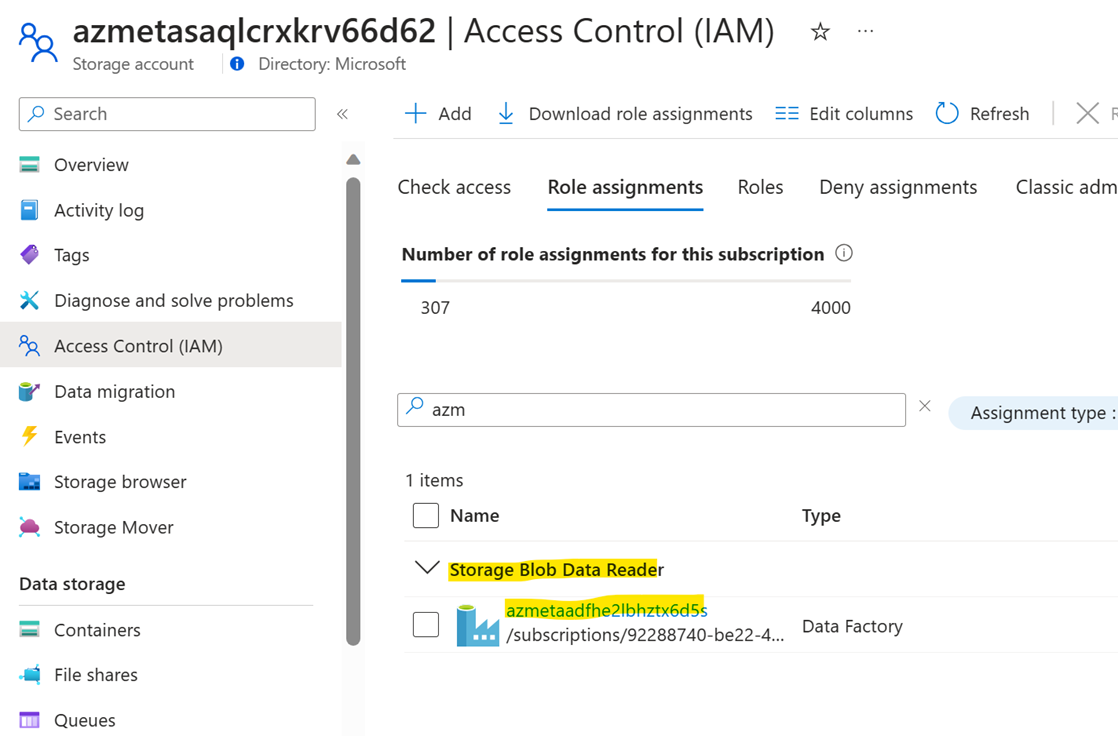 azmetasaqlcrxkrv66d62 | Access Control (IAM)
Storage account
Directory: Microsoft
Search
Overview
Activity log
Tags
Diagnose and solve problems
Access Control (IAM)
Data migration
Events
Storage browser
Storage Mover
Data storage
Containers
File shares
Queues
Add
Download role assignments
Edit columns
Refresh
Check access
Role assignments
Roles
Deny assignments
Classic adm
Number of role assignments for this subscription
307
4000
azm
Assignment type :
1 items
Name
Type
Storage Blob Data Reader
azmetaadfhe2lbhztx6d5s
/subscriptions/92288740-be22-4...
Data Factory